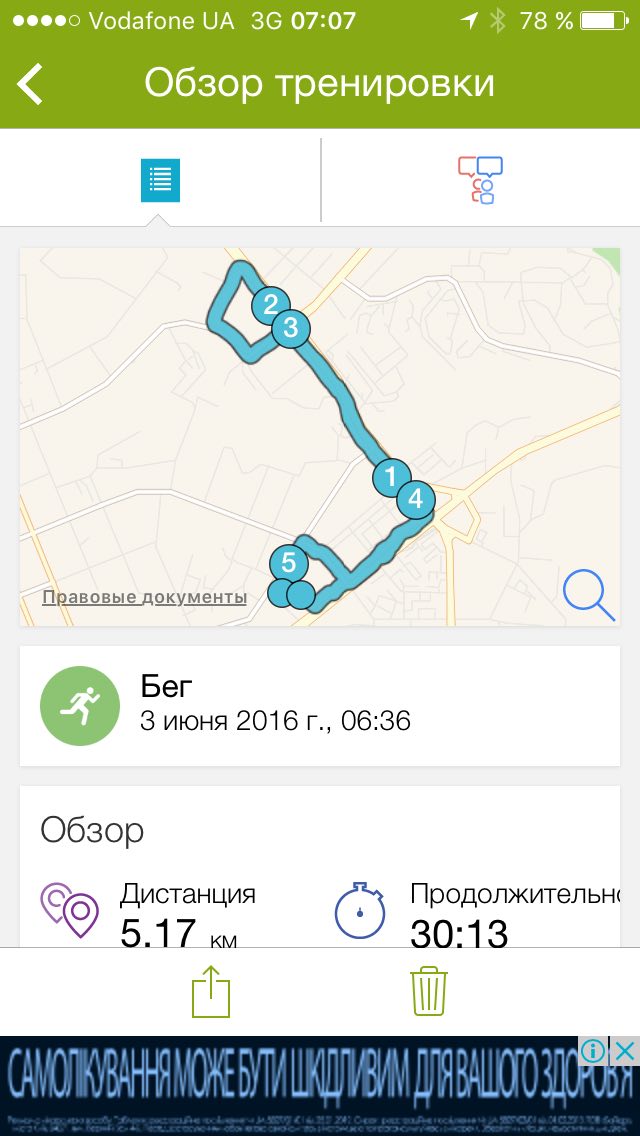 Vodafone UA 3G 07:07 78 %
Обзор тренировки
2
3
1
4
5
Правовые документы
Бег
3 июня 2016 г., 06:36
Обзор
Дистанция
5.17 км
Продолжительно
30:13
САМОЛІКУВАННЯ МОЖЕ БУТИ ШКІДЛИВИМ ДЛЯ ВАШОГО ЗДОРОВ'Я